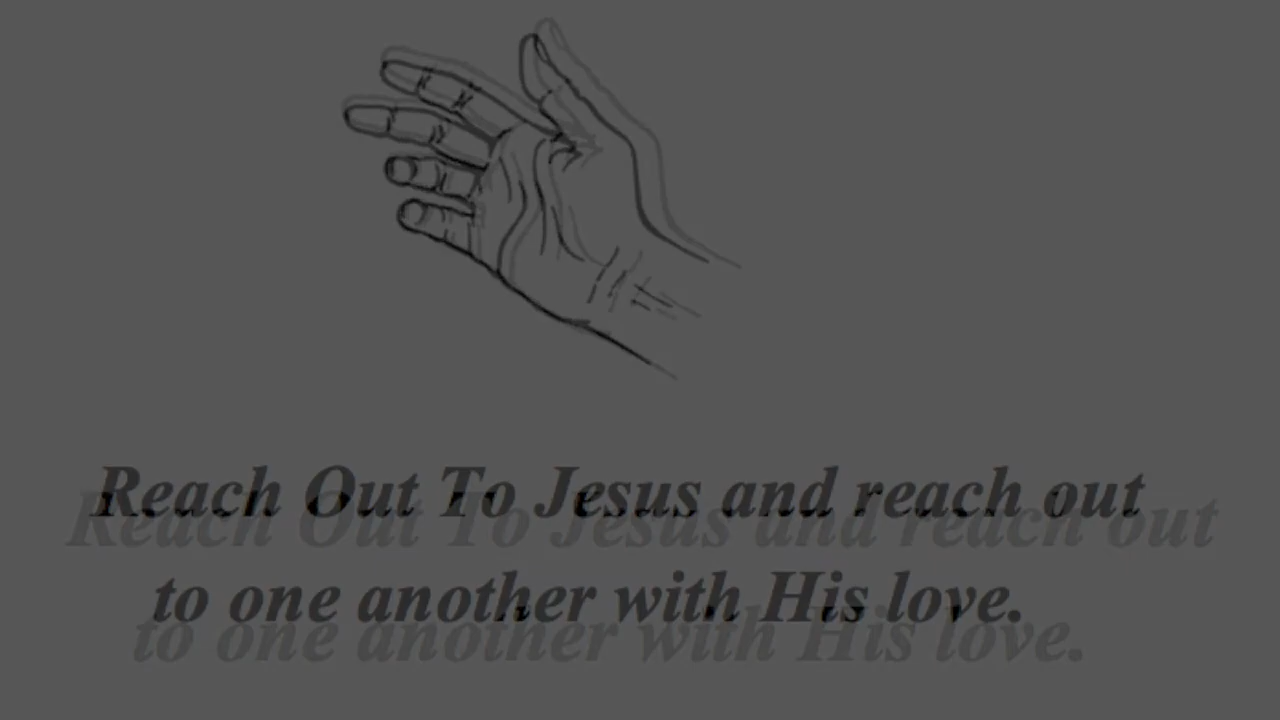 Reach Out To Jesus and reach out
to one another with His love.